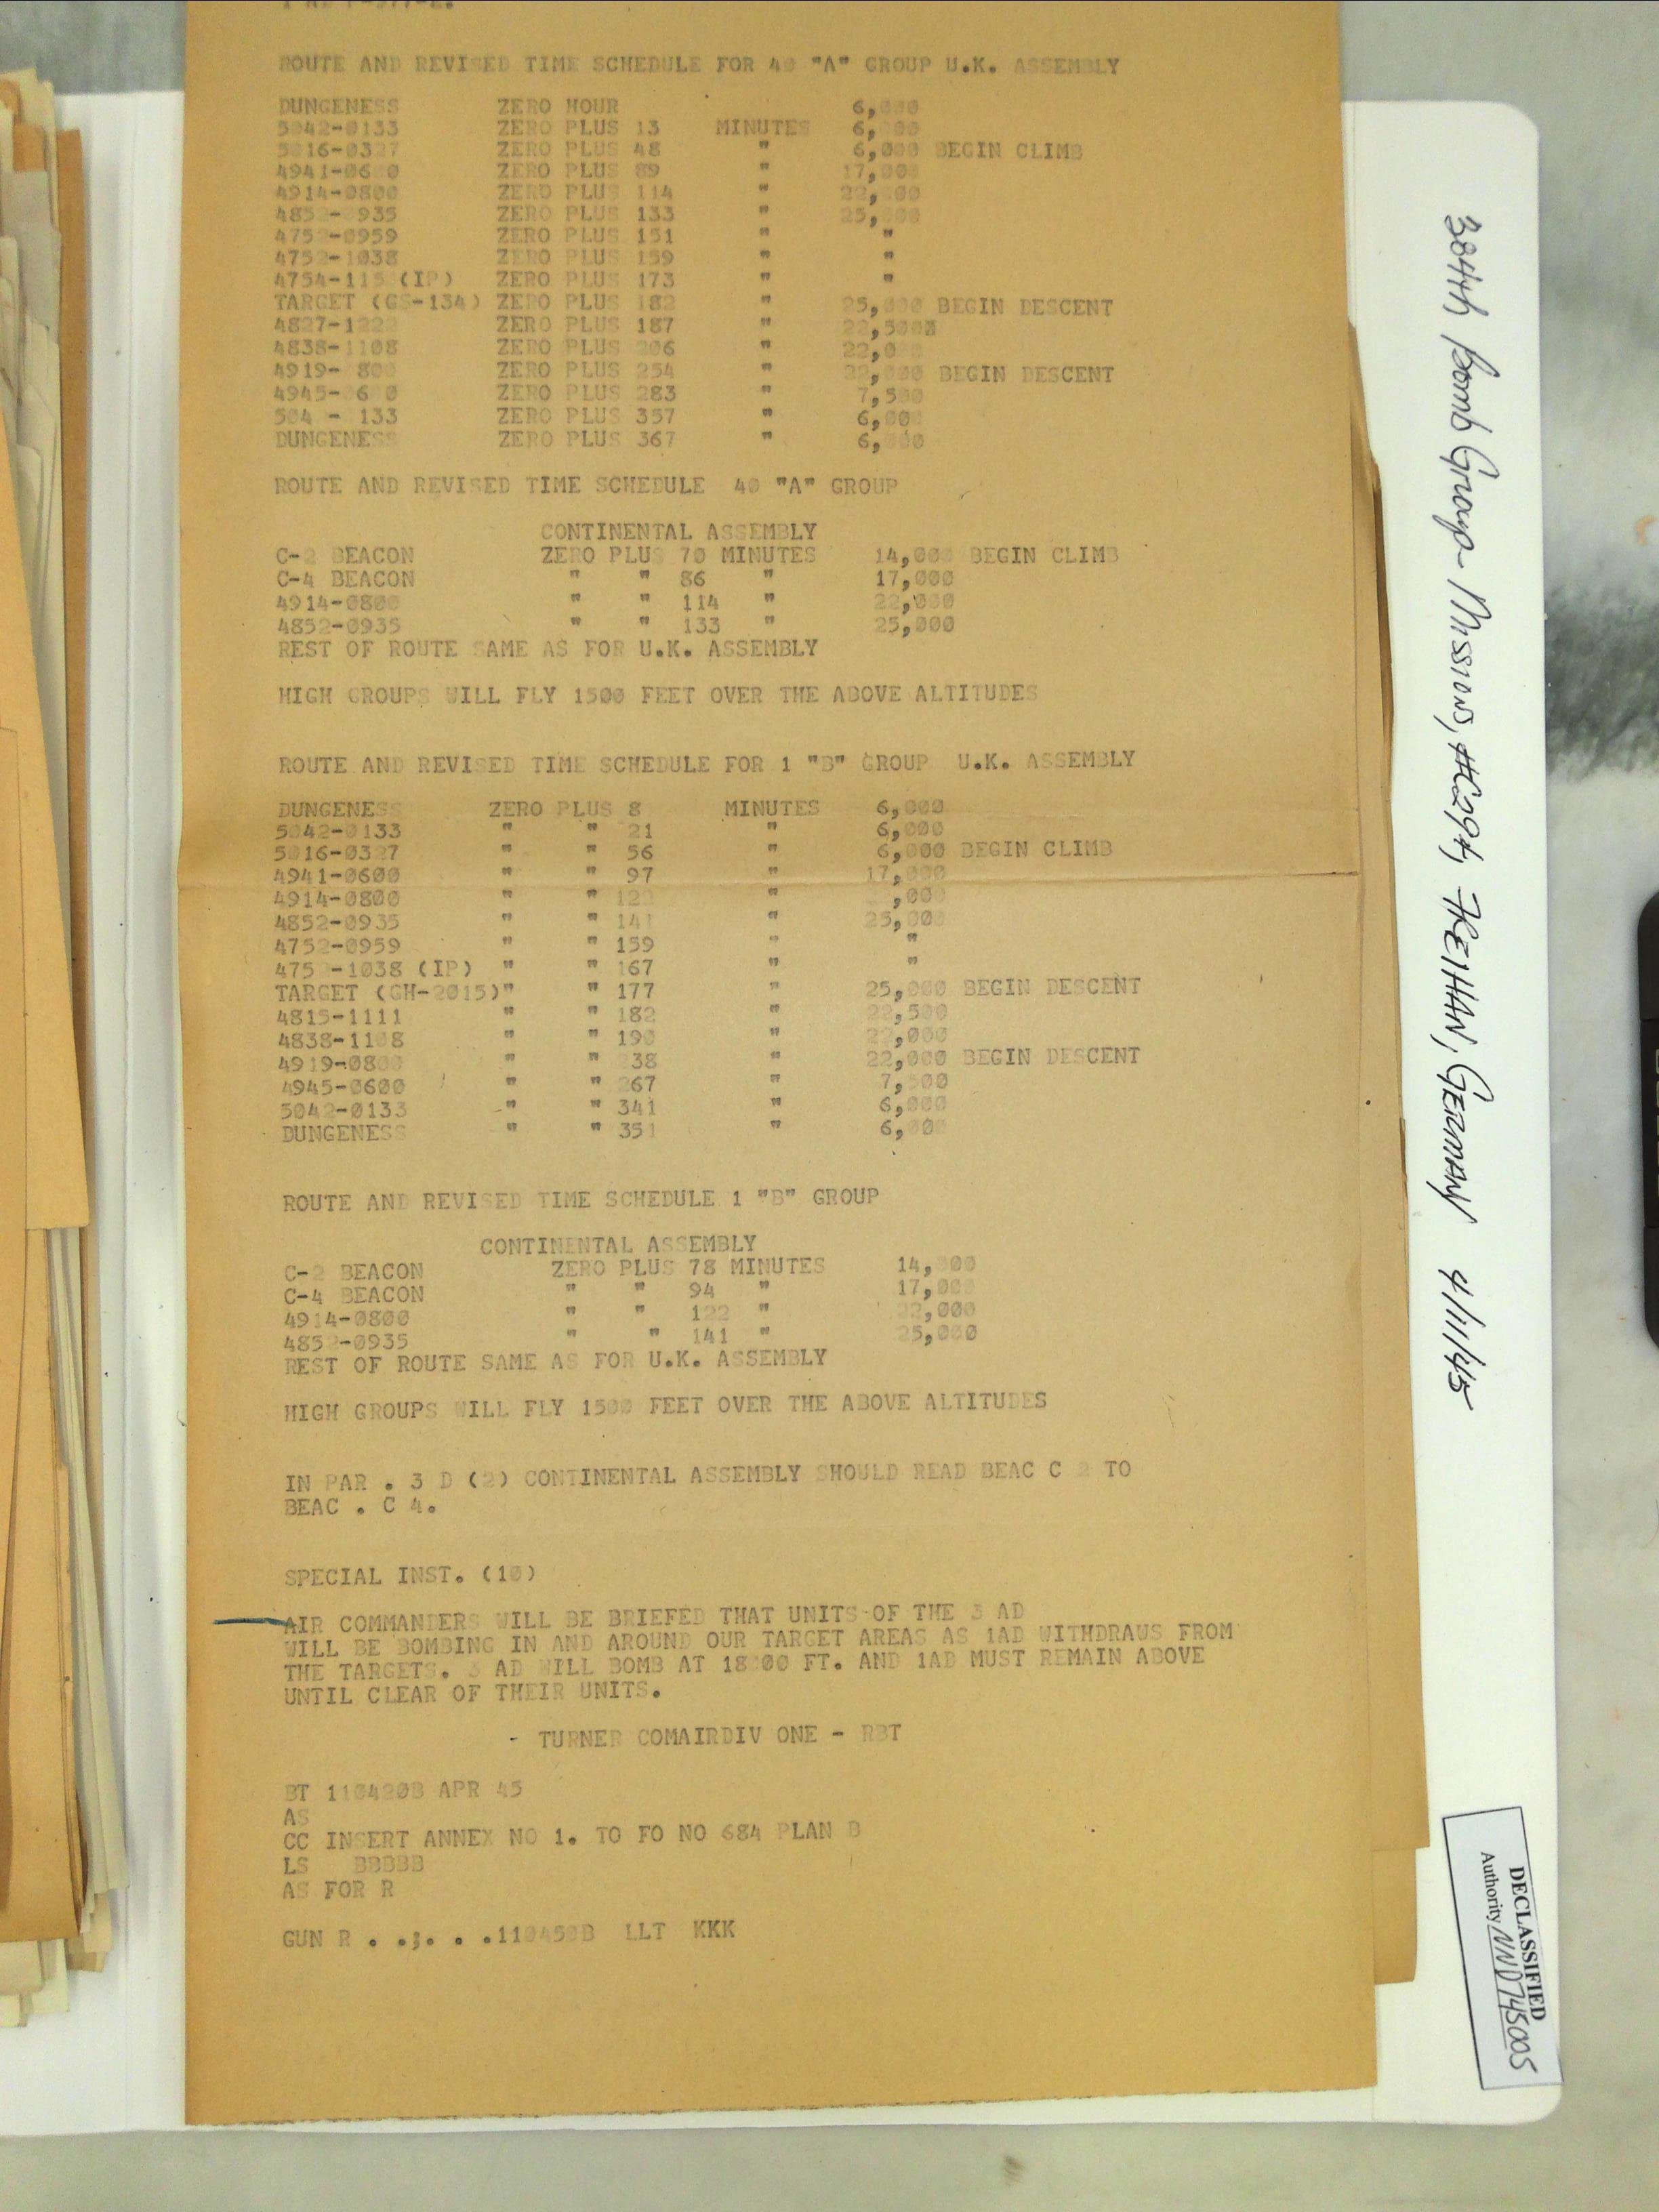 ROUTE AND REVISED TIME SCHEDULE FOR 40 "A" GROUP U.K. ASSEMBLY
DUNGENESS ZERO HOUR 6,000
5042-0133 ZERO PLUS 13 MINUTES 6,000
5016-0327 ZERO PLUS 48 " 6,000 BEGIN CLIMB
4941-0600 ZERO PLUS 89 " 17,000
4914-0800 ZERO PLUS 114 " 22,000
4852-0935 ZERO PLUS 133 " 25,000
4752-0959 ZERO PLUS 151 " "
4752-1038 ZERO PLUS 159 " "
4754-115 (IP) ZERO PLUS 173 " "
TARGET (GS-134) ZERO PLUS 182 " 25,000 BEGIN DESCENT
4827-1222 ZERO PLUS 187 " 22,500
4838-1108 ZERO PLUS 206 " 22,000
4919-0800 ZERO PLUS 254 " 22,000 BEGIN DESCENT
4945-0600 ZERO PLUS 283 " 7,500
504 - 133 ZERO PLUS 357 " 6,000
DUNGENESS ZERO PLUS 367 " 6,000
ROUTE AND REVISED TIME SCHEDULE 40 "A" GROUP
CONTINENTAL ASSEMBLY
C-2 BEACON ZERO PLUS 70 MINUTES 14,000 BEGIN CLIMB
C-4 BEACON " " 86 " 17,000
4914-0800 " " 114 " 22,000
4852-0935 " " 133 " 25,000
REST OF ROUTE SAME AS FOR U.K. ASSEMBLY
HIGH GROUPS WILL FLY 1500 FEET OVER THE ABOVE ALTITUDES
ROUTE AND REVISED TIME SCHEDULE FOR 1 "B" GROUP U.K. ASSEMBLY
DUNGENESS ZERO PLUS 8 MINUTES 6,000
5042-0133 " " 21 " 6,000
5016-0327 " " 56 " 6,000 BEGIN CLIMB
4941-0600 " " 97 " 17,000
4914-0800 " " 122 " ,000
4852-0935 " " 141 " 25,000
4752-0959 " " 159 " "
4752-1038 (IP) " " 167 " "
TARGET (GH-2015)" " 177 " 25,000 BEGIN DESCENT
4815-1111 " " 182 " 22,500
4838-1108 " " 190 " 22,000
4919-0800 " " 238 " 22,000 BEGIN DESCENT
4945-0600 " " 267 " 7,500
5042-0133 " " 341 " 6,000
DUNGENESS " " 351 " 6,000
ROUTE AND REVISED TIME SCHEDULE 1 "B" GROUP
CONTINENTAL ASSEMBLY
C-2 BEACON ZERO PLUS 78 MINUTES 14,000
C-4 BEACON " " 94 " 17,000
4914-0800 " " 122 " 22,000
4852-0935 " " 141 " 25,000
REST OF ROUTE SAME AS FOR U.K. ASSEMBLY
HIGH GROUPS WILL FLY 1500 FEET OVER THE ABOVE ALTITUDES
IN PAR . 3 D (2) CONTINENTAL ASSEMBLY SHOULD READ BEAC C 2 TO
BEAC . C 4.
SPECIAL INST. (10)
AIR COMMANDERS WILL BE BRIEFED THAT UNITS OF THE 3 AD
WILL BE BOMBING IN AND AROUND OUR TARGET AREAS AS 1AD WITHDRAWS FROM
THE TARGETS. 3 AD WILL BOMB AT 18000 FT. AND 1AD MUST REMAIN ABOVE
UNTIL CLEAR OF THEIR UNITS.
- TURNER COMAIRDIV ONE - RBT
BT 110420B APR 45
AS
CC INSERT ANNEX NO 1. TO FO NO 684 PLAN B
LS BBBBB
AS FOR R
GUN R . .;. . .110450B LLT KKK
384th Bomb Group Missions, #294, FREIHAN, GERMANY 4/11/45
DECLASSIFIED
Authority NND745005